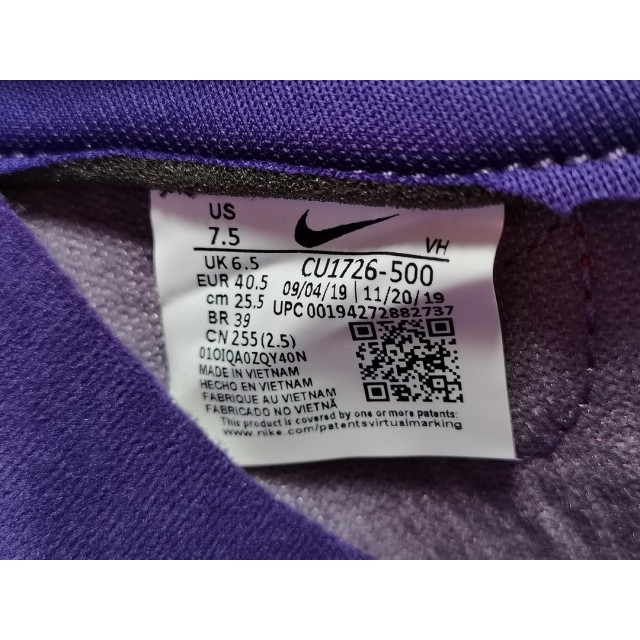 US
7.5
VH
UK 6.5
CU1726-500
EUR 40.5
09/04/19 | 11/20/19
cm 25.5
UPC 00194272882737
BR 39
CN 255 (2.5)
01OIQA0ZQY40N
MADE IN VIETNAM
HECHO EN VIETNAM
FABRIQUE AU VIETNAM
FABRICADO NO VIETNÃ
This product is covered by one or more patents:
www.nike.com/patentsvirtualmarking